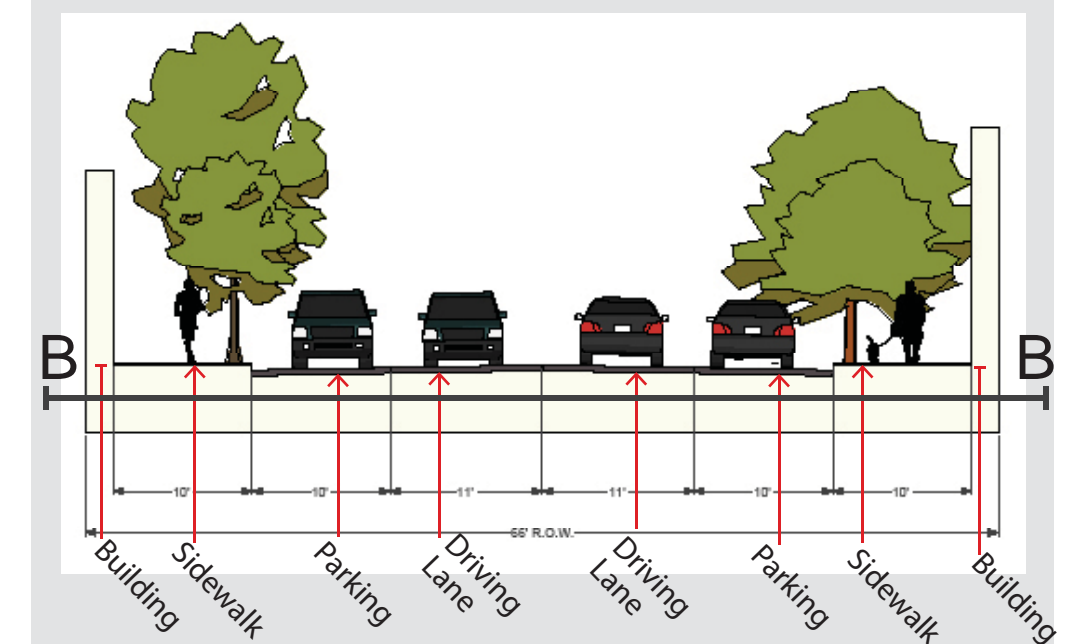 B
B
10'
10'
11'
11'
10'
10'
66' R.O.W.
Building
Sidewalk
Parking
Driving
Lane
Driving
Lane
Parking
Sidewalk
Building